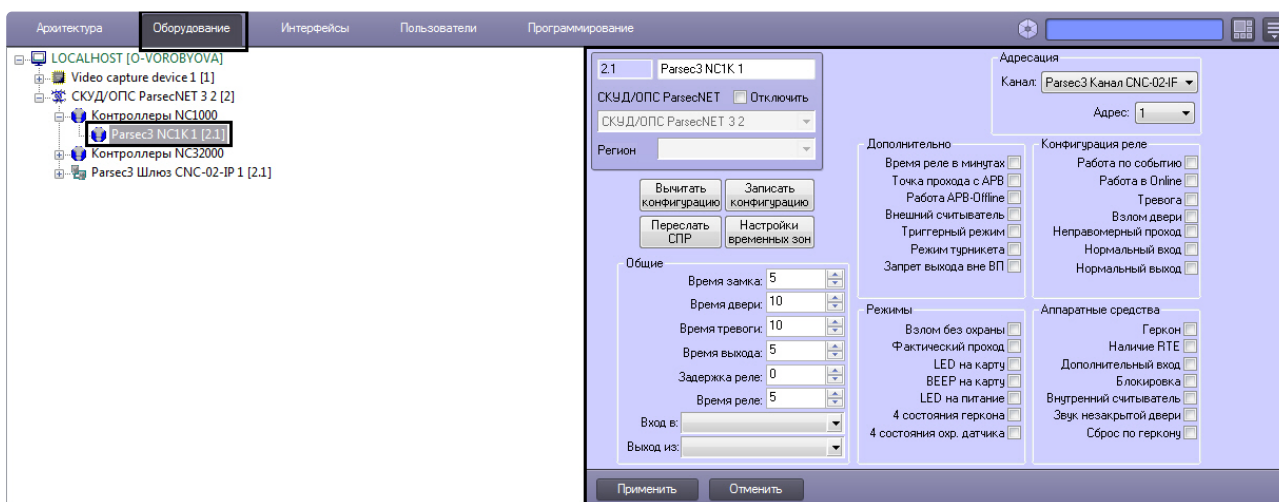 Архитектура Оборудование Интерфейсы Пользователи Программирование
LOCALHOST [O-VOROBYOVA]
Video capture device 1 [1]
СКУД/ОПС ParsecNET 3 2 [2]
Контроллеры NC1000
Parsec3 NC1K 1 [2.1]
Контроллеры NC32000
Parsec3 Шлюз CNC-02-IP 1 [2.1]
2.1 Parsec3 NC1K 1
СКУД/ОПС ParsecNET Отключить
СКУД/ОПС ParsecNET 3 2
Регион
Вычитать конфигурацию
Записать конфигурацию
Переслать СПР
Настройки временных зон
Общие
Время замка: 5
Время двери: 10
Время тревоги: 10
Время выхода: 5
Задержка реле: 0
Время реле: 5
Вход в:
Выход из:
Адресация
Канал: Parsec3 Канал CNC-02-IF
Адрес: 1
Дополнительно
Время реле в минутах
Точка прохода с APB
Работа APB-Offline
Внешний считыватель
Триггерный режим
Режим турникета
Запрет выхода вне ВП
Конфигурация реле
Работа по событию
Работа в Online
Тревога
Взлом двери
Неправомерный проход
Нормальный вход
Нормальный выход
Режимы
Взлом без охраны
Фактический проход
LED на карту
BEEP на карту
LED на питание
4 состояния геркона
4 состояния охр. датчика
Аппаратные средства
Геркон
Наличие RTE
Дополнительный вход
Блокировка
Внутренний считыватель
Звук незакрытой двери
Сброс по геркону
Применить Отменить